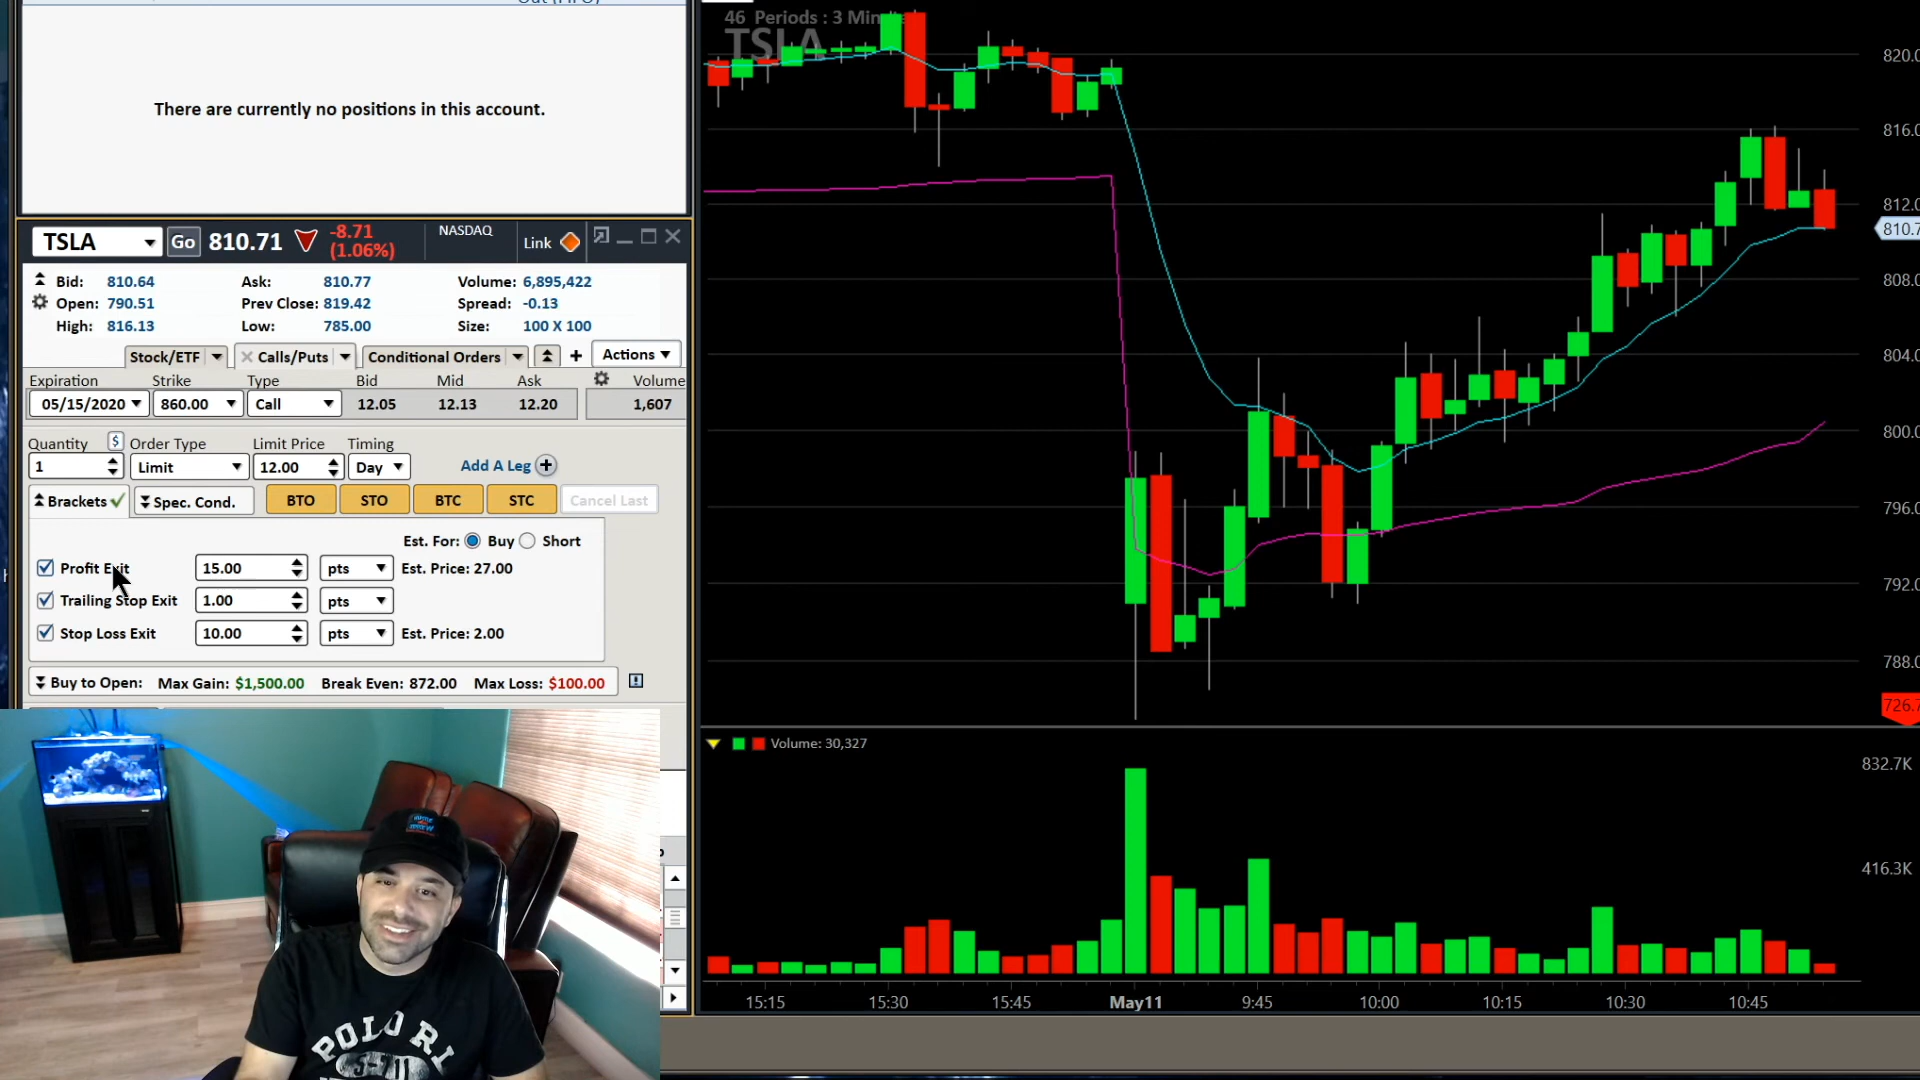 There are currently no positions in this account.
TSLA Go 810.71 -8.71 (1.06%) NASDAQ Link
Bid: 810.64 Ask: 810.77 Volume: 6,895,422
Open: 790.51 Prev Close: 819.42 Spread: -0.13
High: 816.13 Low: 785.00 Size: 100 X 100
Stock/ETF Calls/Puts Conditional Orders + Actions
Expiration Strike Type Bid Mid Ask Volume
05/15/2020 860.00 Call 12.05 12.13 12.20 1,607
Quantity $ Order Type Limit Price Timing
1 Limit 12.00 Day Add A Leg +
Brackets Spec. Cond. BTO STO BTC STC Cancel Last
Est. For: Buy Short
Profit Exit 15.00 pts Est. Price: 27.00
Trailing Stop Exit 1.00 pts
Stop Loss Exit 10.00 pts Est. Price: 2.00
Buy to Open: Max Gain: $1,500.00 Break Even: 872.00 Max Loss: $100.00
POLO
46 Periods : 3 Min
TSLA
820.
816.
812.
810.7
808.
804.
800.
796.
792.
788.
726.
Volume: 30,327
832.7K
416.3K
15:15 15:30 15:45 May11 9:45 10:00 10:15 10:30 10:45